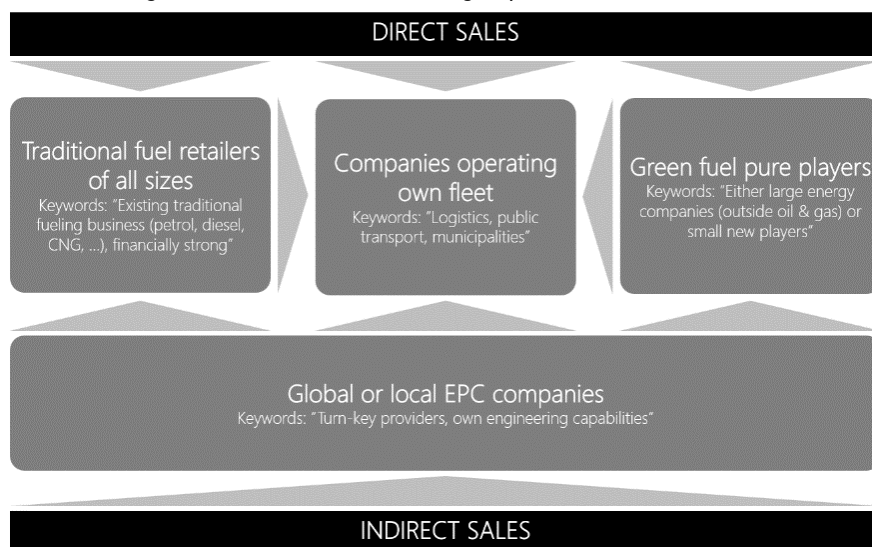 DIRECT SALES
Traditional fuel retailers
of all sizes
Keywords: “Existing traditional
fueling business (petrol, diesel,
CNG, ...), financially strong”
Companies operating
own fleet
Keywords: “Logistics, public
transport, municipalities”
Green fuel pure players
Keywords: “Either large energy
companies (outside oil & gas) or
small new players”
Global or local EPC companies
Keywords: “Turn-key providers, own engineering capabilities”
INDIRECT SALES